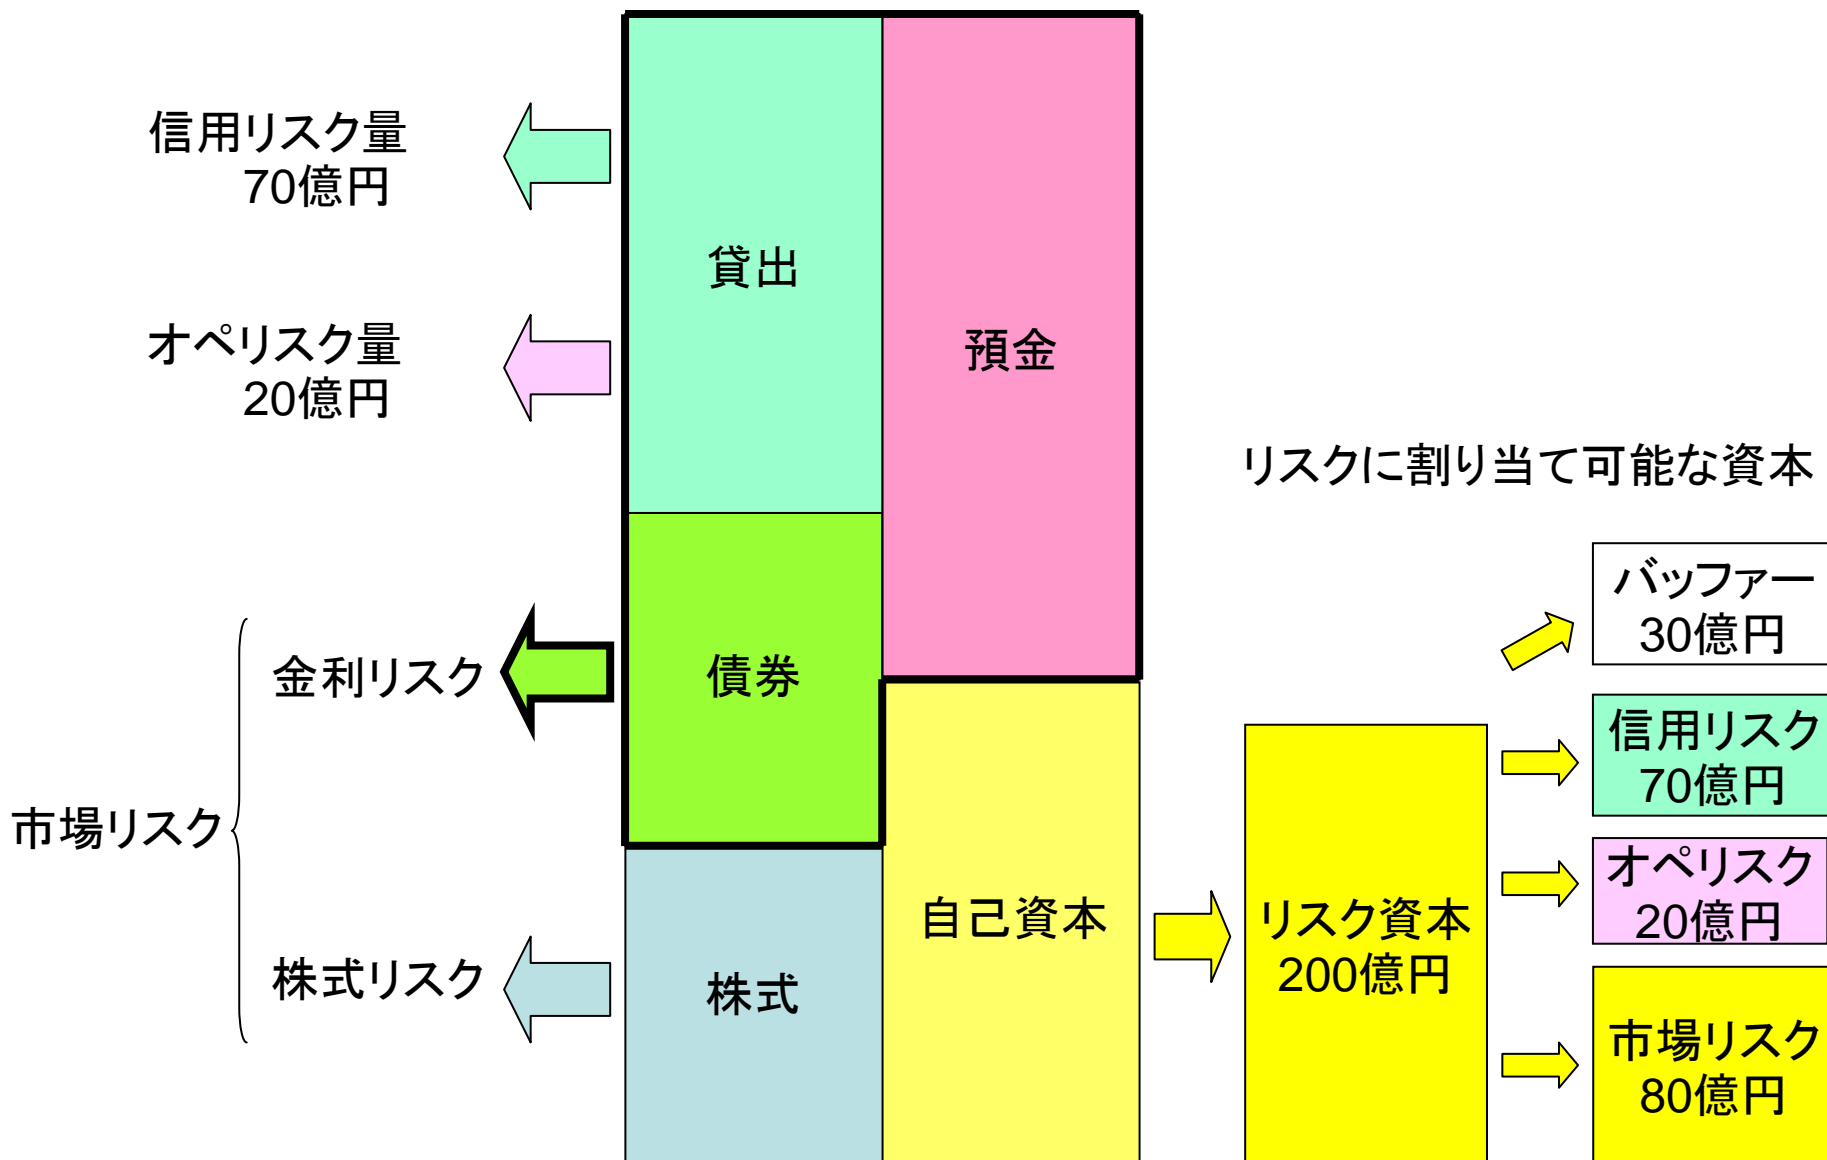 信用リスク量
70億円
オペリスク量
20億円
市場リスク
金利リスク
株式リスク
貸出
債券
株式
預金
自己資本
リスクに割り当て可能な資本
リスク資本
200億円
バッファー
30億円
信用リスク
70億円
オペリスク
20億円
市場リスク
80億円